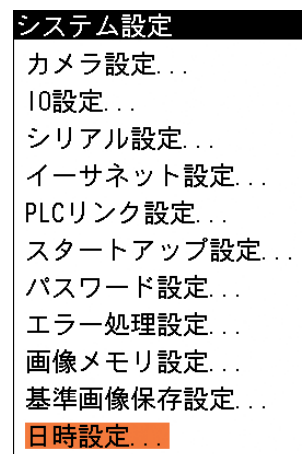 システム設定
カメラ設定...
IO設定...
シリアル設定...
イーサネット設定...
PLCリンク設定...
スタートアップ設定...
パスワード設定...
エラー処理設定...
画像メモリ設定...
基準画像保存設定...
日時設定...